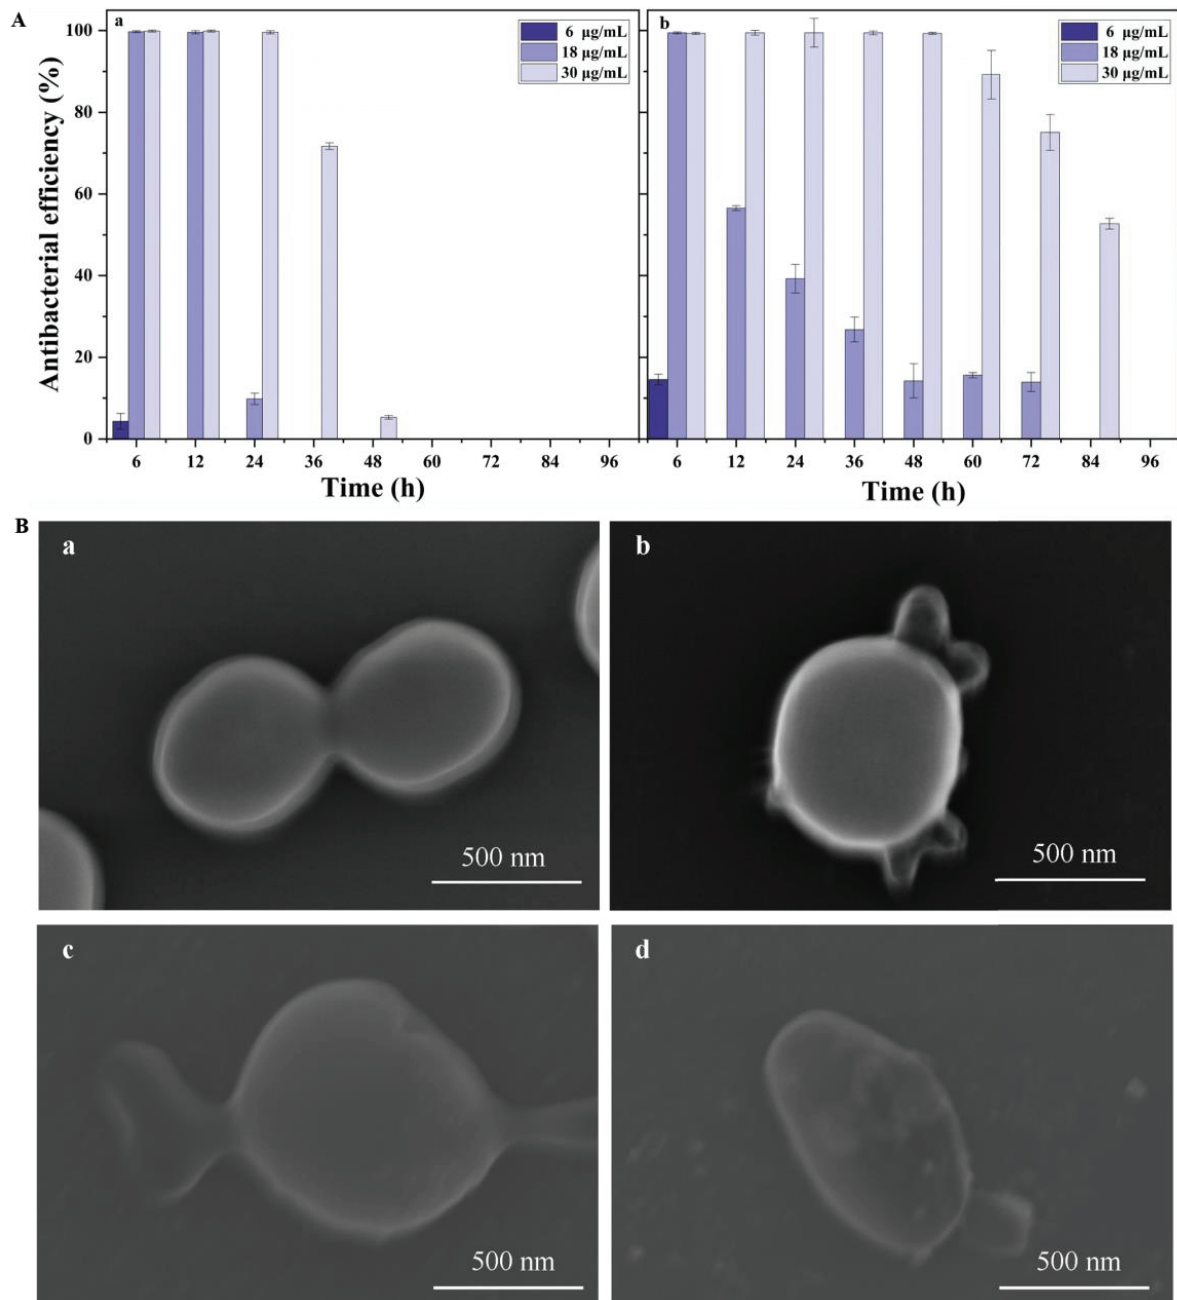 A
Antibacterial efficiency (%)
a
6 μg/mL
18 μg/mL
30 μg/mL
100
80
60
40
20
0
6 12 24 36 48 60 72 84 96
Time (h)
b
6 μg/mL
18 μg/mL
30 μg/mL
6 12 24 36 48 60 72 84 96
Time (h)
B
a
500 nm
b
500 nm
c
500 nm
d
500 nm